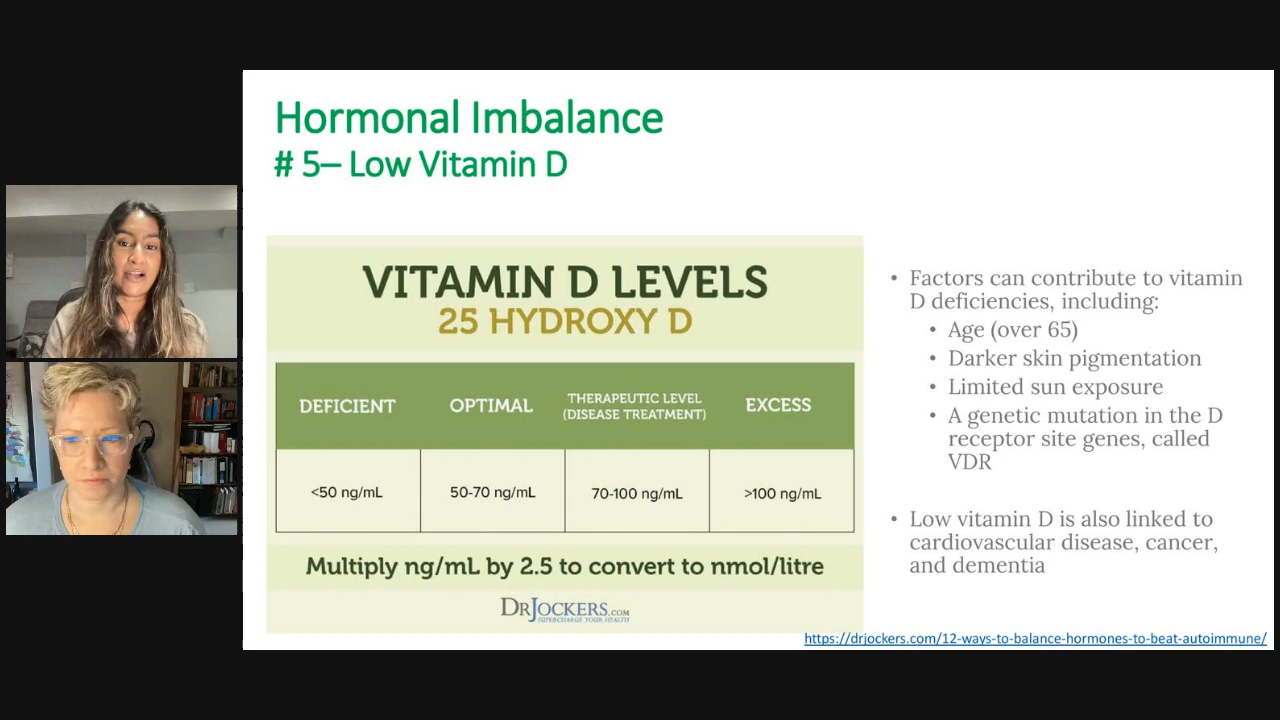 Hormonal Imbalance
# 5– Low Vitamin D
VITAMIN D LEVELS
25 HYDROXY D
DEFICIENT
OPTIMAL
THERAPEUTIC LEVEL
(DISEASE TREATMENT)
EXCESS
<50 ng/mL
50-70 ng/mL
70-100 ng/mL
>100 ng/mL
Multiply ng/mL by 2.5 to convert to nmol/litre
DRJOCKERS.COM
SUPERCHARGE YOUR HEALTH
• Factors can contribute to vitamin
D deficiencies, including:
• Age (over 65)
• Darker skin pigmentation
• Limited sun exposure
• A genetic mutation in the D
receptor site genes, called
VDR
• Low vitamin D is also linked to
cardiovascular disease, cancer,
and dementia
https://drjockers.com/12-ways-to-balance-hormones-to-beat-autoimmune/